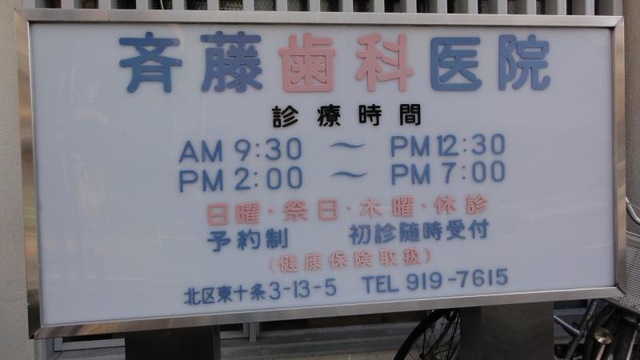 斉藤歯科医院
診療時間
AM 9:30 〜 PM 12:30
PM 2:00 〜 PM 7:00
日曜・祭日・木曜・休診
予約制 初診随時受付
(健康保険取扱)
北区東十条3-13-5 TEL 919-7615